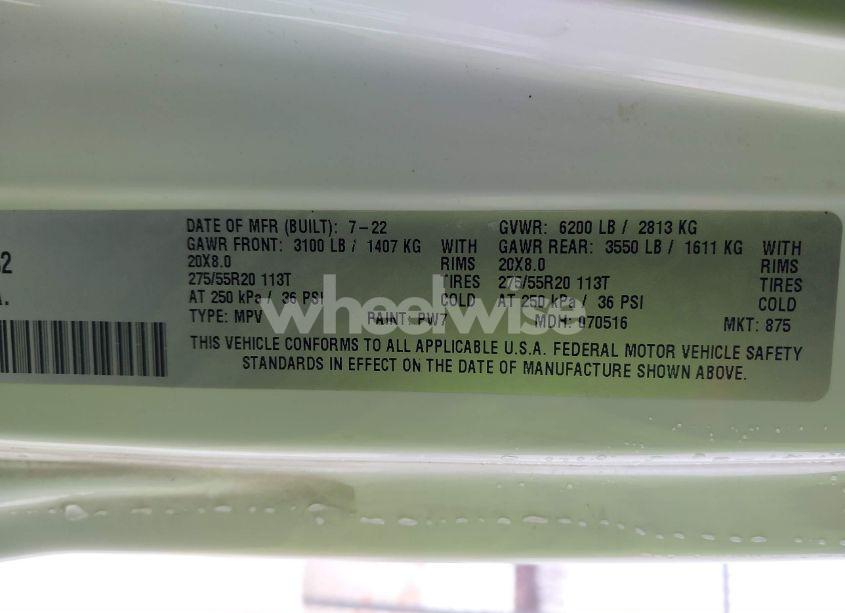 DATE OF MFR (BUILT): 7-22 GVWR: 6200 LB / 2813 KG
GAWR FRONT: 3100 LB / 1407 KG WITH GAWR REAR: 3550 LB / 1611 KG WITH
20X8.0 RIMS 20X8.0 RIMS
275/55R20 113T TIRES 275/55R20 113T TIRES
AT 250 kPa / 36 PSI COLD AT 250 kPa / 36 PSI COLD
TYPE: MPV PAINT: PW7 MDH: 070516 MKT: 875
THIS VEHICLE CONFORMS TO ALL APPLICABLE U.S.A. FEDERAL MOTOR VEHICLE SAFETY
STANDARDS IN EFFECT ON THE DATE OF MANUFACTURE SHOWN ABOVE.
wheelwise